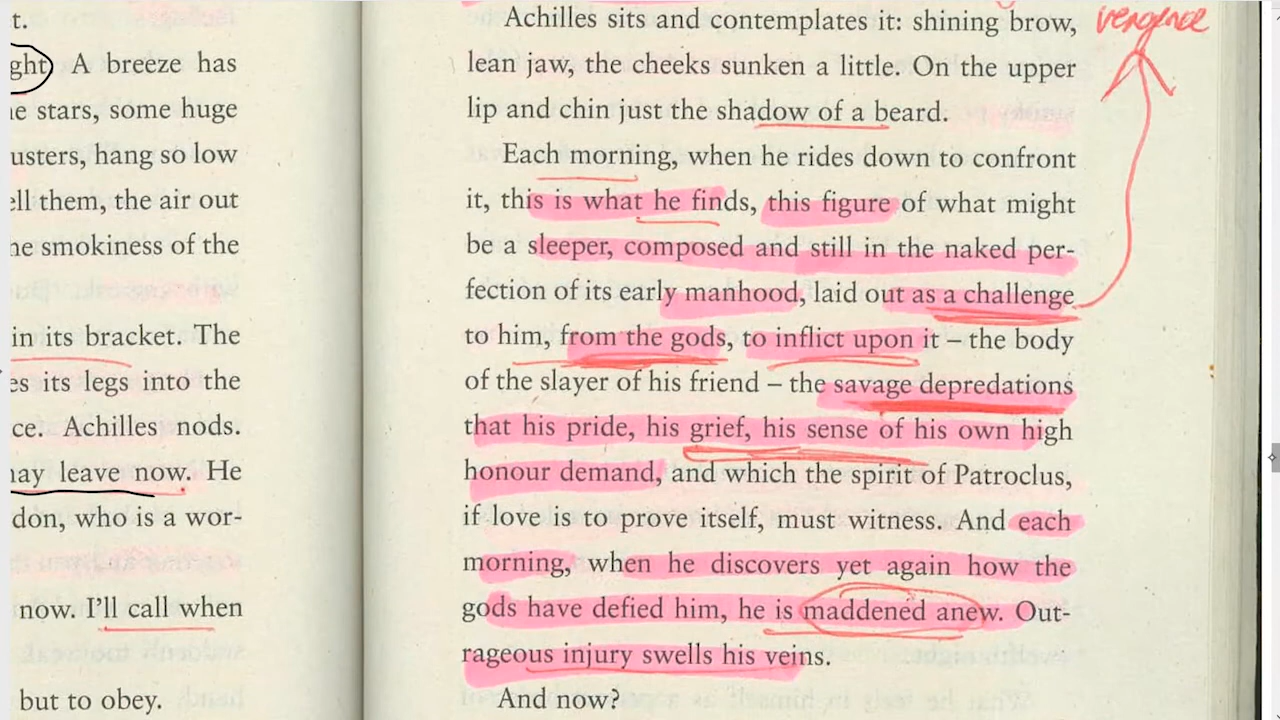 t.
ght) A breeze has
ne stars, some huge
usters, hang so low
ell them, the air out
ne smokiness of the
in its bracket. The
es its legs into the
ce. Achilles nods.
nay leave now. He
don, who is a wor-
now. I'll call when
but to obey.
Achilles sits and contemplates it: shining brow,
lean jaw, the cheeks sunken a little. On the upper
lip and chin just the shadow of a beard.
Each morning, when he rides down to confront
it, this is what he finds, this figure of what might
be a sleeper, composed and still in the naked per-
fection of its early manhood, laid out as a challenge
to him, from the gods, to inflict upon it – the body
of the slayer of his friend – the savage depredations
that his pride, his grief, his sense of his own high
honour demand, and which the spirit of Patroclus,
if love is to prove itself, must witness. And each
morning, when he discovers yet again how the
gods have defied him, he is maddened anew. Out-
rageous injury swells his veins.
And now?